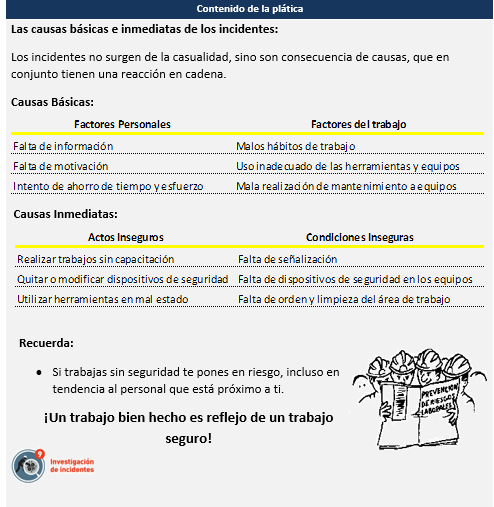 Contenido de la plática
Las causas básicas e inmediatas de los incidentes:
Los incidentes no surgen de la casualidad, sino son consecuencia de causas, que en
conjunto tienen una reacción en cadena.
Causas Básicas:
Factores Personales Factores del trabajo
Falta de información Malos hábitos de trabajo
Falta de motivación Uso inadecuado de las herramientas y equipos
Intento de ahorro de tiempo y esfuerzo Mala realización de mantenimiento a equipos
Causas Inmediatas:
Actos Inseguros Condiciones Inseguras
Realizar trabajos sin capacitación Falta de señalización
Quitar o modificar dispositivos de seguridad Falta de dispositivos de seguridad en los equipos
Utilizar herramientas en mal estado Falta de orden y limpieza del área de trabajo
Recuerda:
• Si trabajas sin seguridad te pones en riesgo, incluso en
tendencia al personal que está próximo a ti.
¡Un trabajo bien hecho es reflejo de un trabajo
seguro!
PREVENCION
DE RIESGOS
LABORALES
9
Investigación
de incidentes